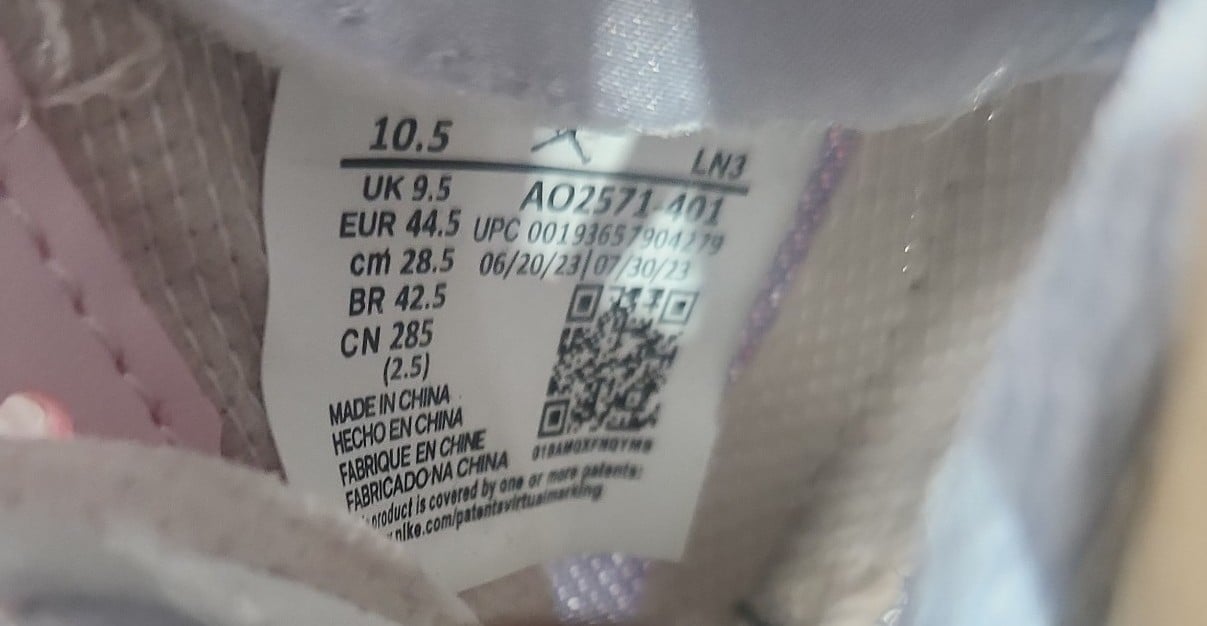 10.5 LN3
UK 9.5 AO2571-401
EUR 44.5 UPC 00193657904279
cm 28.5 06/20/23|07/30/23
BR 42.5
CN 285
(2.5)
MADE IN CHINA
HECHO EN CHINA
FABRIQUE EN CHINE
FABRICADO NA CHINA
product is covered by one or more patents:
nike.com/patentsvirtualmarking